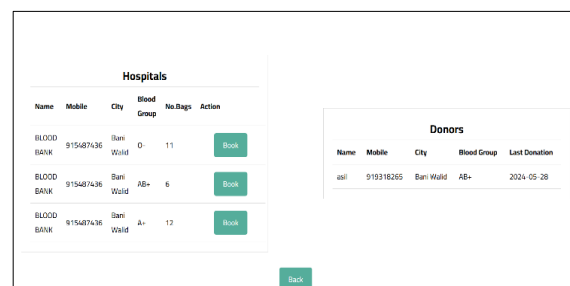 Hospitals
Name Mobile City Blood Group No.Bags Action
BLOOD BANK 915487436 Bani Walid O- 11 Book
BLOOD BANK 915487436 Bani Walid AB+ 6 Book
BLOOD BANK 915487436 Bani Walid A+ 12 Book
Donors
Name Mobile City Blood Group Last Donation
asil 919318265 Bani Walid AB+ 2024-05-28
Back